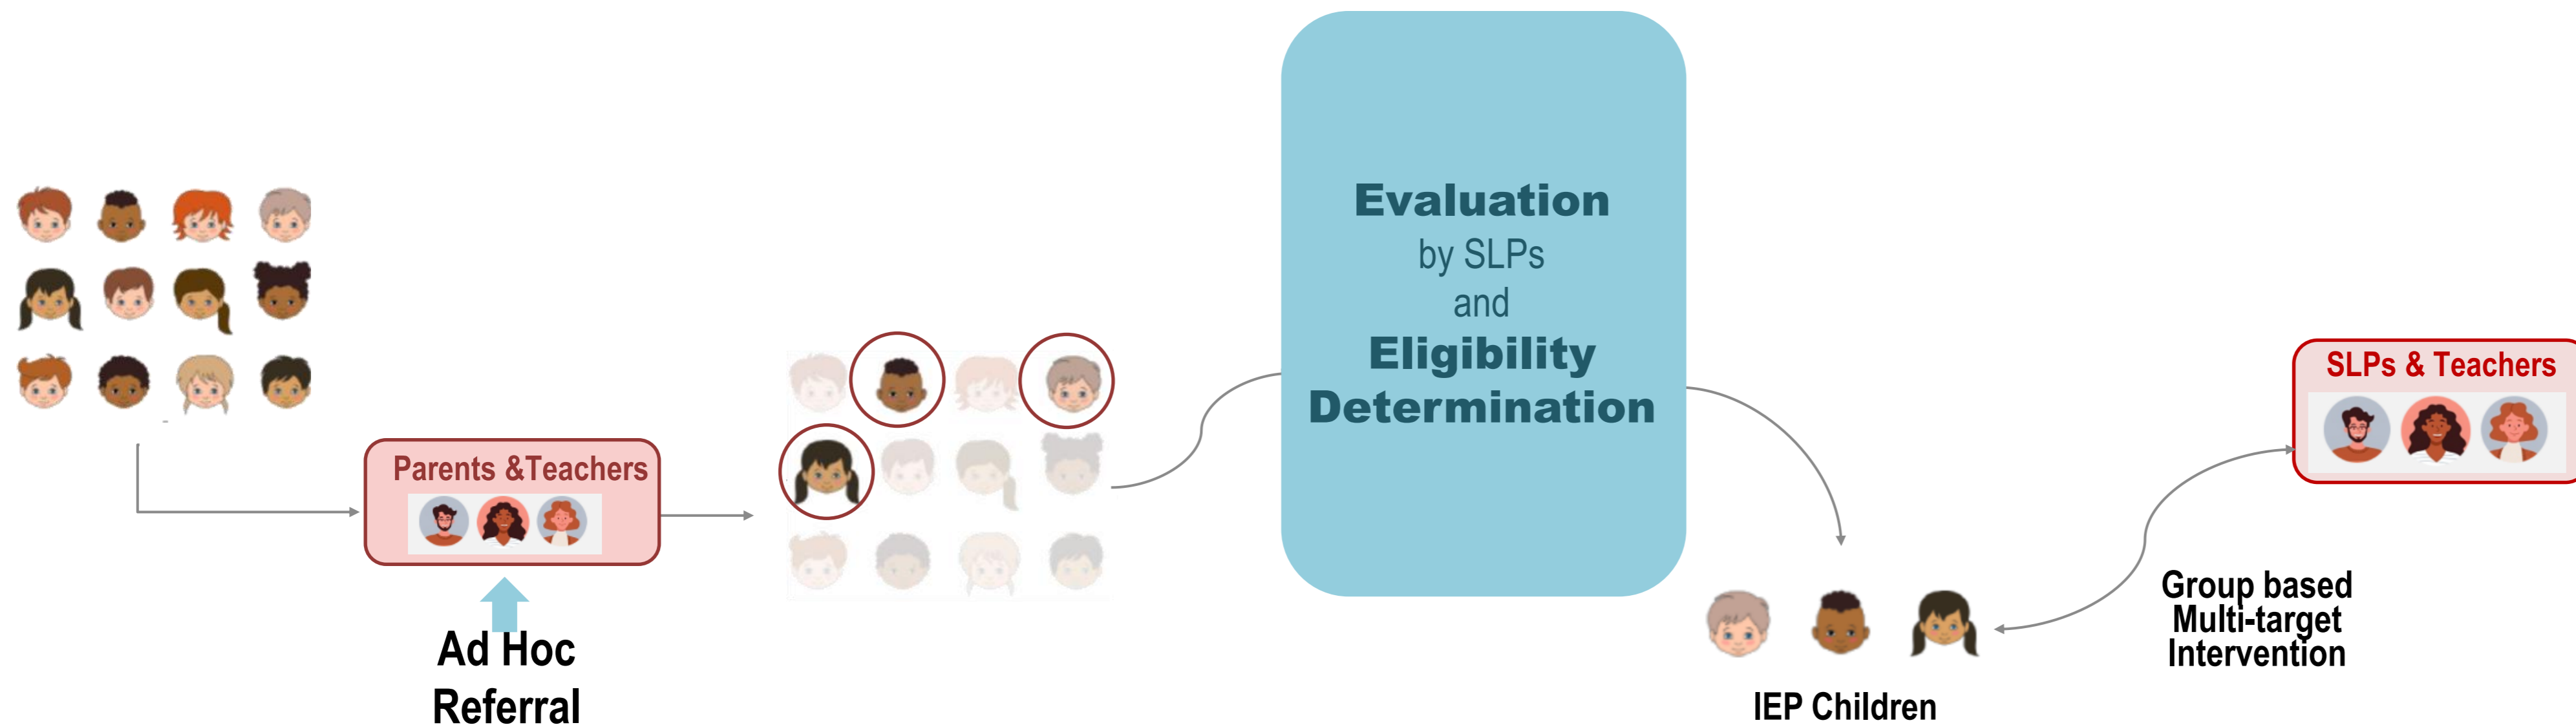 Parents &Teachers
Ad Hoc
Referral
Evaluation
by SLPs
and
Eligibility
Determination
IEP Children
Group based
Multi-target
Intervention
SLPs & Teachers